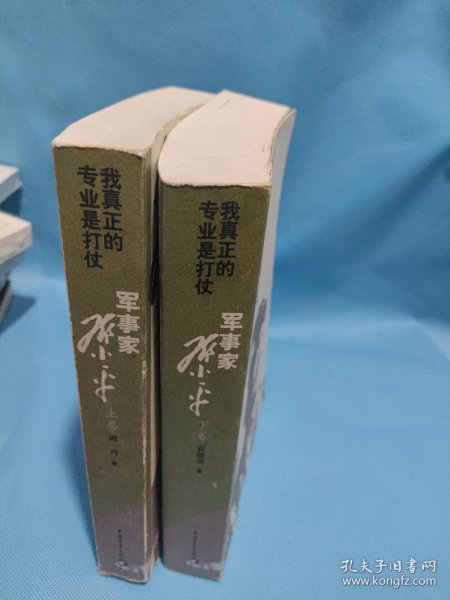 我真正的
专业是打仗
军事家
邓小平
上卷
我真正的
专业是打仗
军事家
邓小平
下卷
孔夫子旧书网
www.kongfz.com